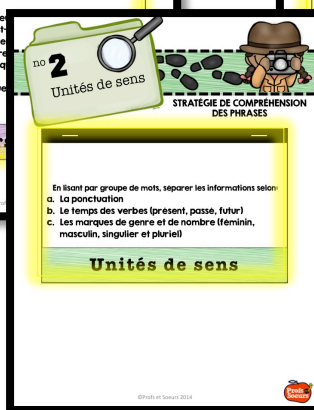 no 2
Unités de sens
STRATÉGIE DE COMPRÉHENSION
DES PHRASES
En lisant par groupe de mots, séparer les informations selon
a. La ponctuation
b. Le temps des verbes (présent, passé, futur)
c. Les marques de genre et de nombre (féminin,
masculin, singulier et pluriel)
Unités de sens
©Profs et Soeurs 2014
Profs
Soeurs